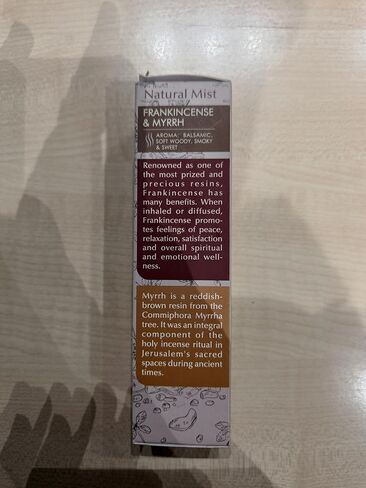 Natural Mist
FRANKINCENSE
& MYRRH
AROMA: BALSAMIC,
SOFT WOODY, SMOKY
& SWEET
Renowned as one of
the most prized and
precious resins,
Frankincense has
many benefits. When
inhaled or diffused,
Frankincense promo-
tes feelings of peace,
relaxation, satisfaction
and overall spiritual
and emotional well-
ness.
Myrrh is a reddish-
brown resin from the
Commiphora Myrrha
tree. It was an integral
component of the
holy incense ritual in
Jerusalem's sacred
spaces during ancient
times.